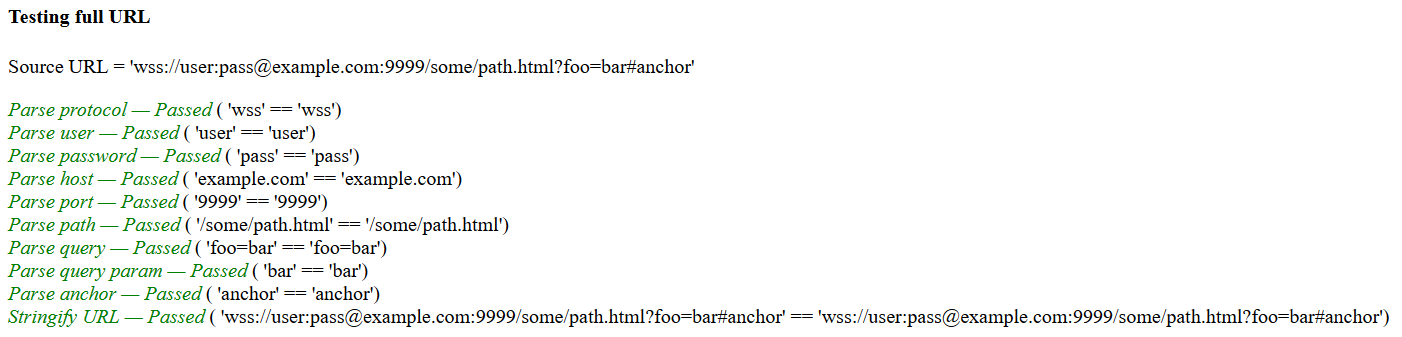 Testing full URL
Source URL = 'wss://user:pass@example.com:9999/some/path.html?foo=bar#anchor'
Parse protocol — Passed ( 'wss' == 'wss')
Parse user — Passed ( 'user' == 'user')
Parse password — Passed ( 'pass' == 'pass')
Parse host — Passed ( 'example.com' == 'example.com')
Parse port — Passed ( '9999' == '9999')
Parse path — Passed ( '/some/path.html' == '/some/path.html')
Parse query — Passed ( 'foo=bar' == 'foo=bar')
Parse query param — Passed ( 'bar' == 'bar')
Parse anchor — Passed ( 'anchor' == 'anchor')
Stringify URL — Passed ( 'wss://user:pass@example.com:9999/some/path.html?foo=bar#anchor' == 'wss://user:pass@example.com:9999/some/path.html?foo=bar#anchor')